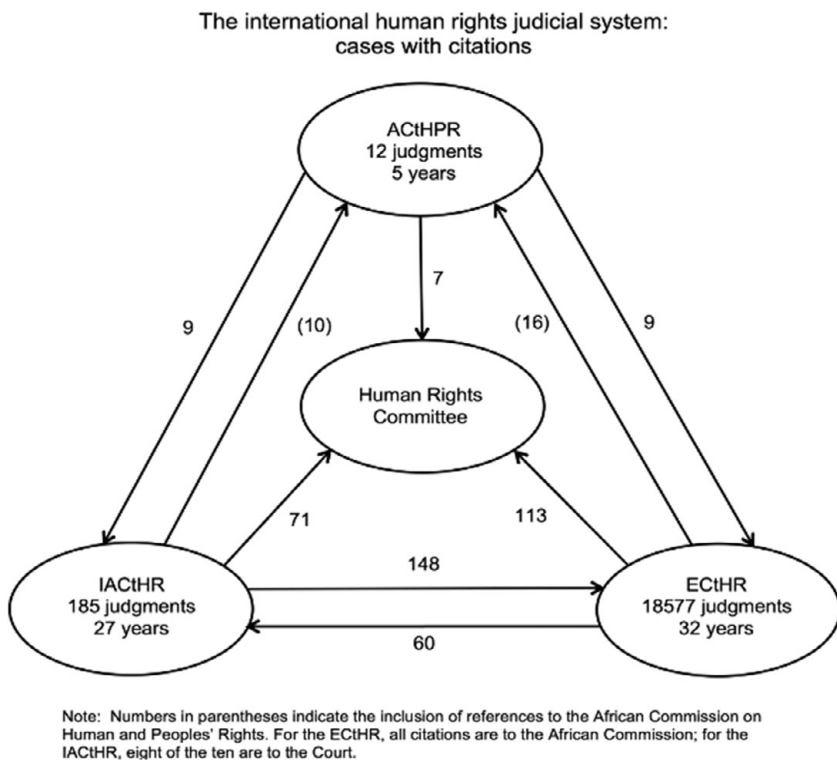 The international human rights judicial system:
cases with citations
ACtHPR
12 judgments
5 years
7
9
(10)
(16)
9
Human Rights
Committee
71
113
148
IACtHR
185 judgments
27 years
ECtHR
18577 judgments
32 years
60
Note: Numbers in parentheses indicate the inclusion of references to the African Commission on
Human and Peoples' Rights. For the ECtHR, all citations are to the African Commission; for the
IACtHR, eight of the ten are to the Court.